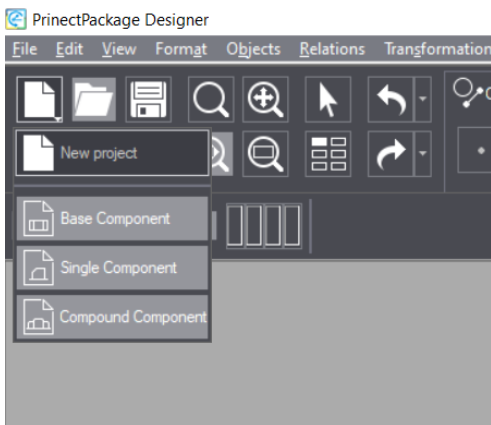 PrinectPackage Designer
File Edit View Format Objects Relations Transformation
New project
Base Component
Single Component
Compound Component